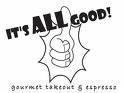 IT'S ALL GOOD!
gourmet takeout & espresso